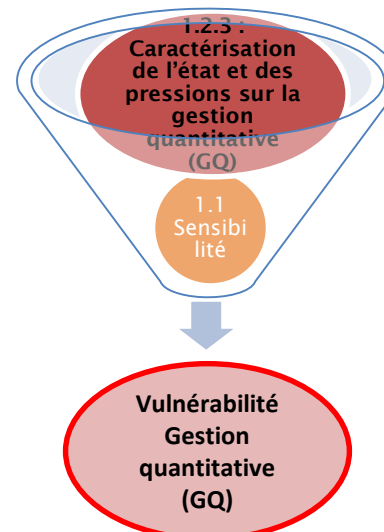 1.2.3 :
Caractérisation
de l'état et des
pressions sur la
gestion
quantitative
(GQ)
1.1
Sensibi
lité
Vulnérabilité
Gestion
quantitative
(GQ)